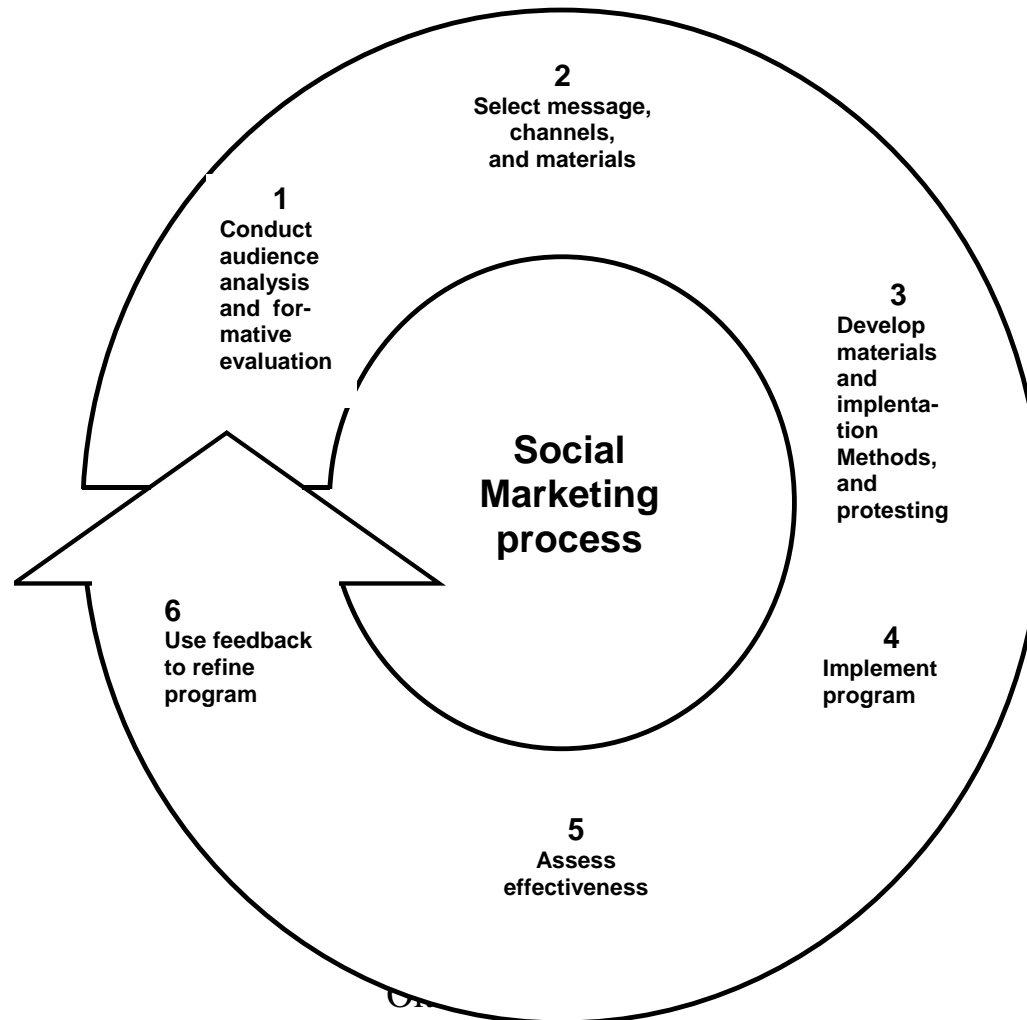 Social
Marketing
process
1
Conduct
audience
analysis
and for-
mative
evaluation
2
Select message,
channels,
and materials
3
Develop
materials
and
implenta-
tion
Methods,
and
protesting
4
Implement
program
5
Assess
effectiveness
6
Use feedback
to refine
program